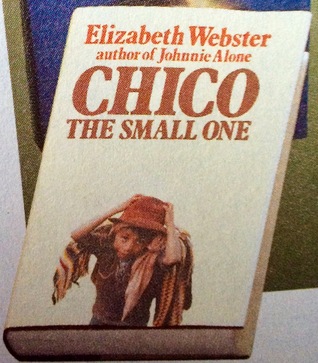 Elizabeth Webster
author of Johnnie Alone
CHICO
THE SMALL ONE